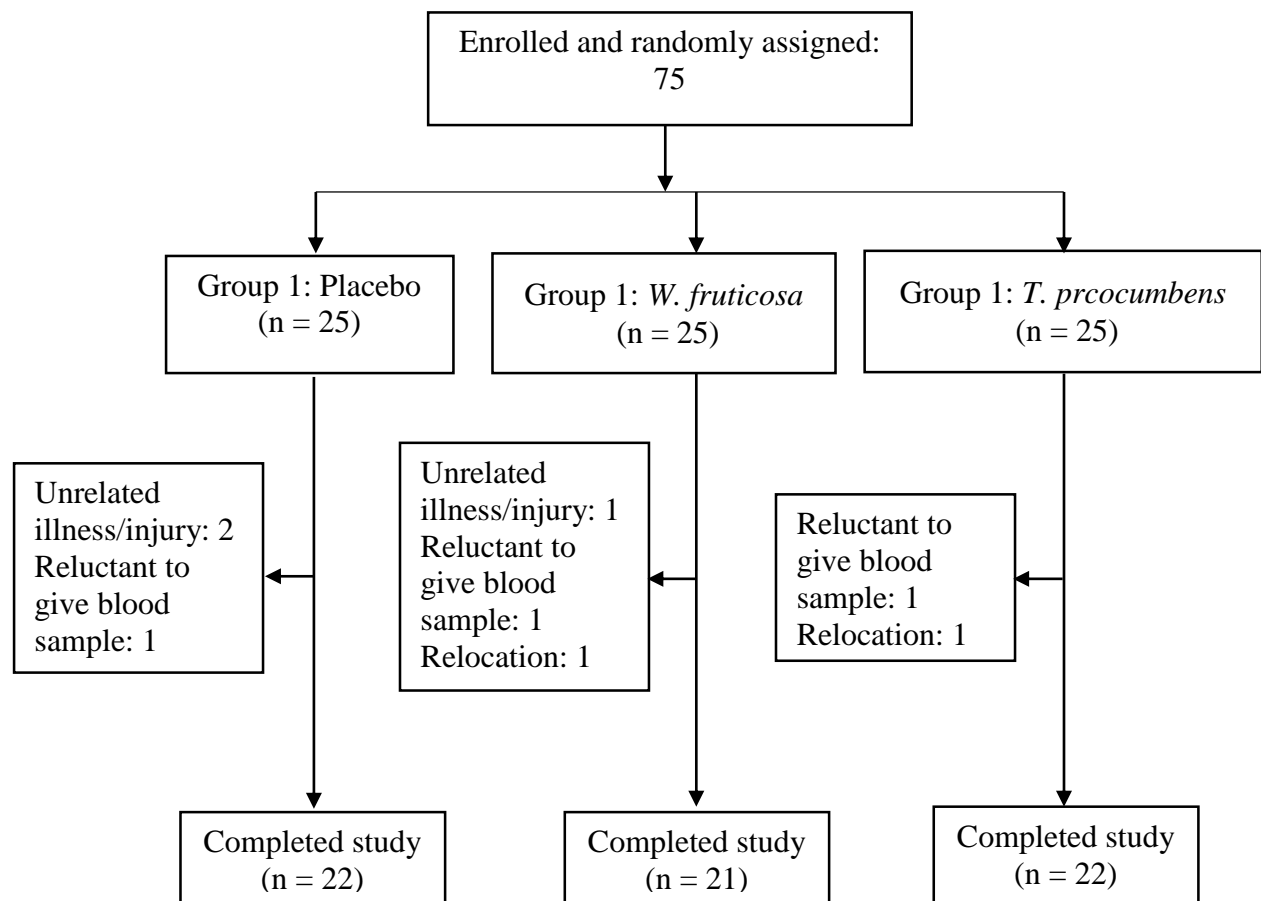 Enrolled and randomly assigned:
75
Group 1: Placebo
(n = 25)
Group 1: W. fruticosa
(n = 25)
Group 1: T. prcocumbens
(n = 25)
Unrelated
illness/injury: 2
Reluctant to
give blood
sample: 1
Unrelated
illness/injury: 1
Reluctant to
give blood
sample: 1
Relocation: 1
Reluctant to
give blood
sample: 1
Relocation: 1
Completed study
(n = 22)
Completed study
(n = 21)
Completed study
(n = 22)